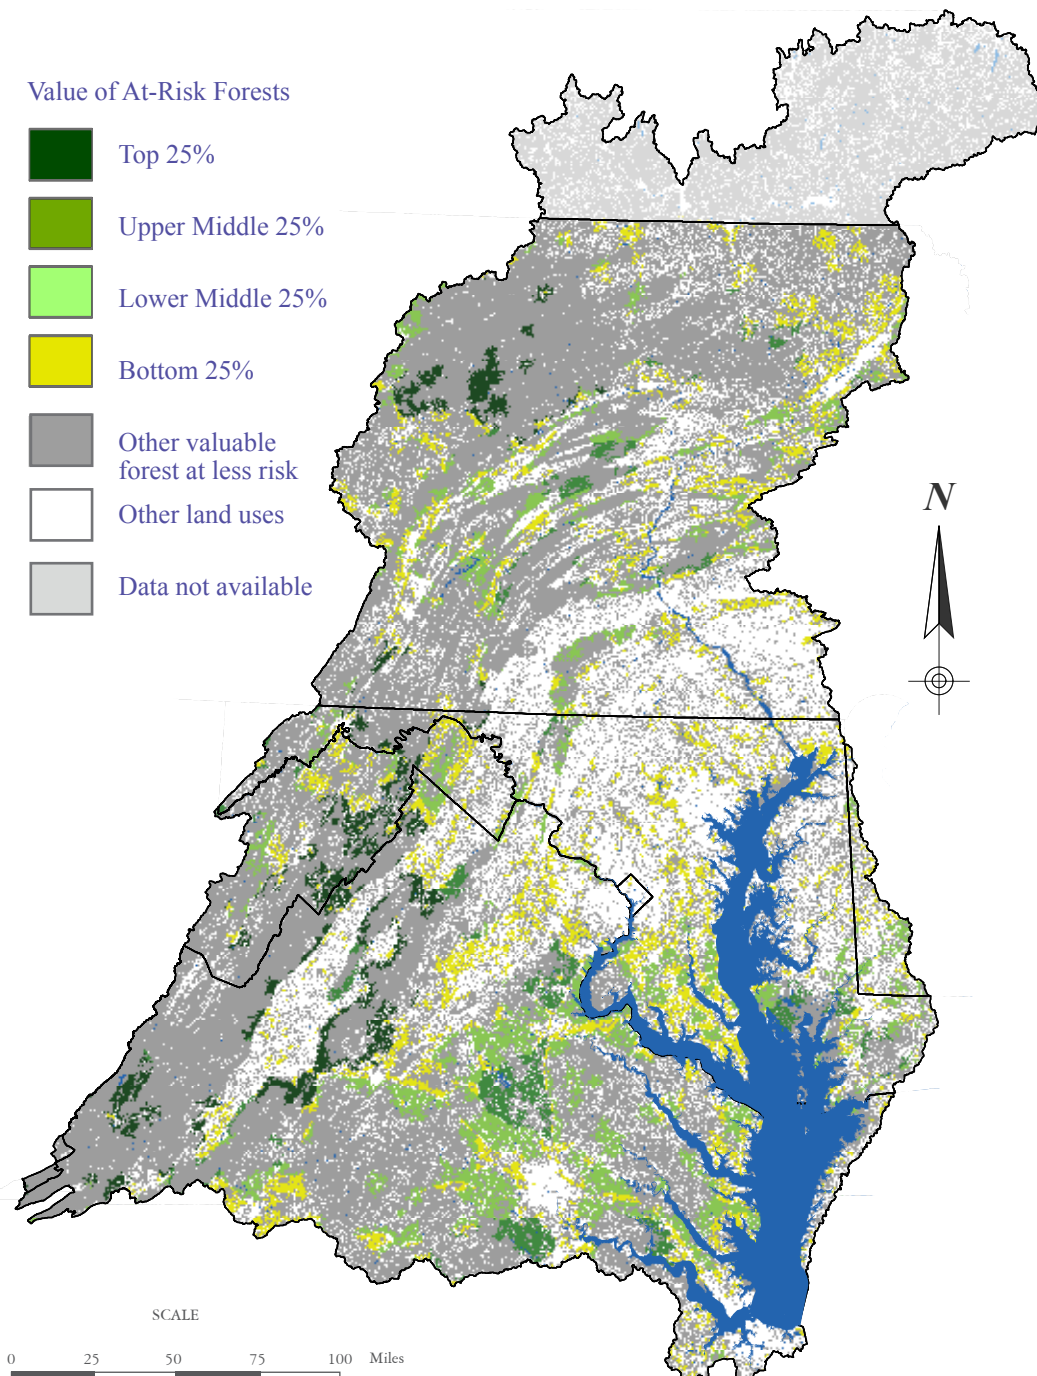 Value of At-Risk Forests
Top 25%
Upper Middle 25%
Lower Middle 25%
Bottom 25%
Other valuable
forest at less risk
Other land uses
Data not available
N
SCALE
0 25 50 75 100 Miles